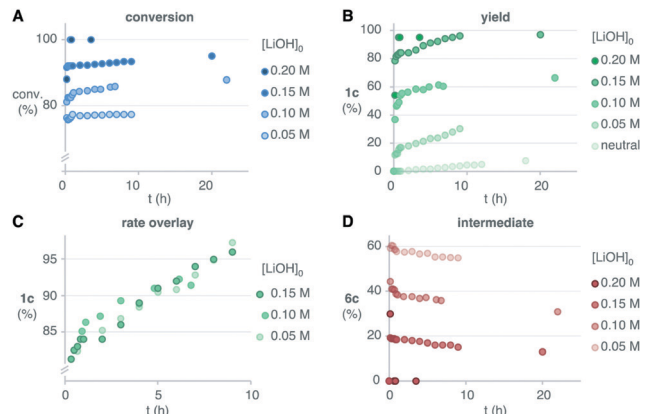 A
conversion
[LiOH]0
100
80
0
conv.
(%)
0
10
20
t (h)
0.20 M
0.15 M
0.10 M
0.05 M
B
yield
[LiOH]0
100
80
60
40
20
0
1c
(%)
0
10
20
t (h)
0.20 M
0.15 M
0.10 M
0.05 M
neutral
C
rate overlay
[LiOH]0
95
90
85
0
1c
(%)
0
5
10
t (h)
0.15 M
0.10 M
0.05 M
D
intermediate
[LiOH]0
60
40
20
0
6c
(%)
0
10
20
t (h)
0.20 M
0.15 M
0.10 M
0.05 M